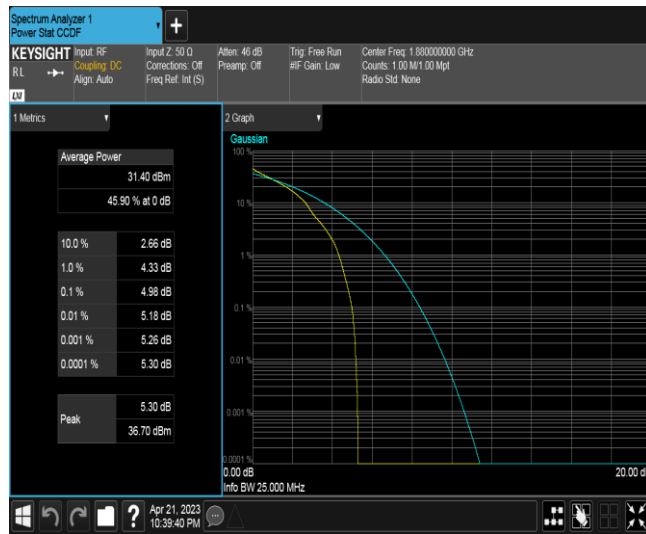 Spectrum Analyzer 1
Power Stat CCDF
+
KEYSIGHT
RL
LXI
Input: RF
Coupling: DC
Align: Auto
Input Z: 50 Ω
Corrections: Off
Freq Ref: Int (S)
Atten: 46 dB
Preamp: Off
Trig: Free Run
#IF Gain: Low
Center Freq: 1.880000000 GHz
Counts: 1.00 M/1.00 Mpt
Radio Std: None
1 Metrics
Average Power
31.40 dBm
45.90 % at 0 dB
10.0 % 2.66 dB
1.0 % 4.33 dB
0.1 % 4.98 dB
0.01 % 5.18 dB
0.001 % 5.26 dB
0.0001 % 5.30 dB
Peak
5.30 dB
36.70 dBm
2 Graph
Gaussian
100 %
10 %
1 %
0.1 %
0.01 %
0.001 %
0.0001 %
0.00 dB
20.00 d
Info BW 25.000 MHz
?
Apr 21, 2023
10:39:40 PM